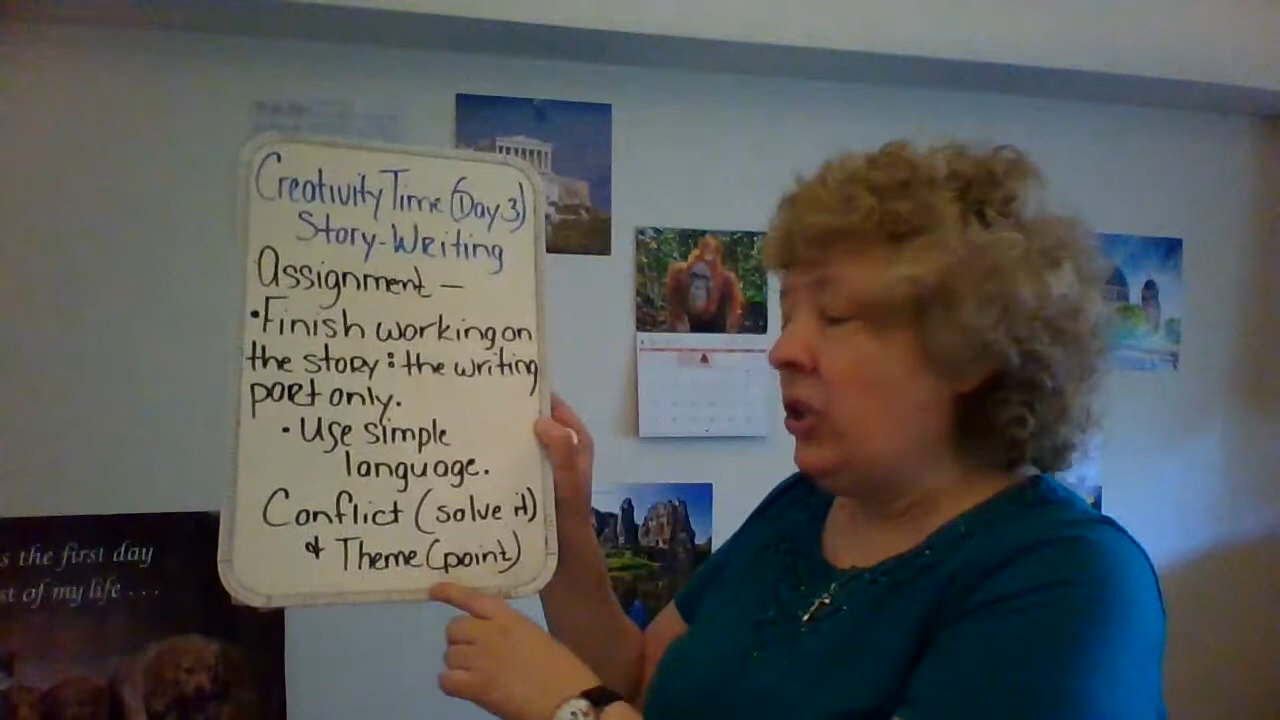 Creativity Time (Day 3)
Story-Writing
Assignment -
• Finish working on
the story: the writing
part only.
• Use simple
language.
Conflict (solve it)
& Theme (point)
s the first day
st of my life . . .